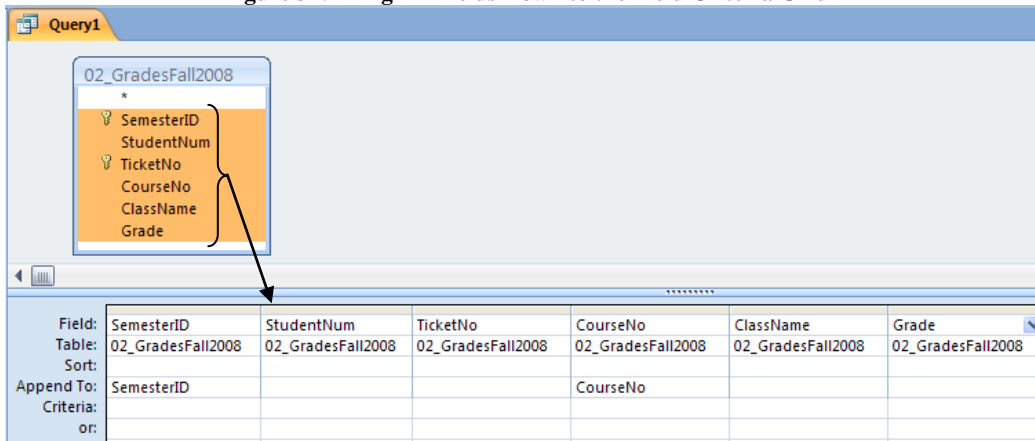 Query1
02_GradesFall2008
*
SemesterID
StudentNum
TicketNo
CourseNo
ClassName
Grade
Field: SemesterID StudentNum TicketNo CourseNo ClassName Grade
Table: 02_GradesFall2008 02_GradesFall2008 02_GradesFall2008 02_GradesFall2008 02_GradesFall2008 02_GradesFall2008
Sort:
Append To: SemesterID CourseNo
Criteria:
or: